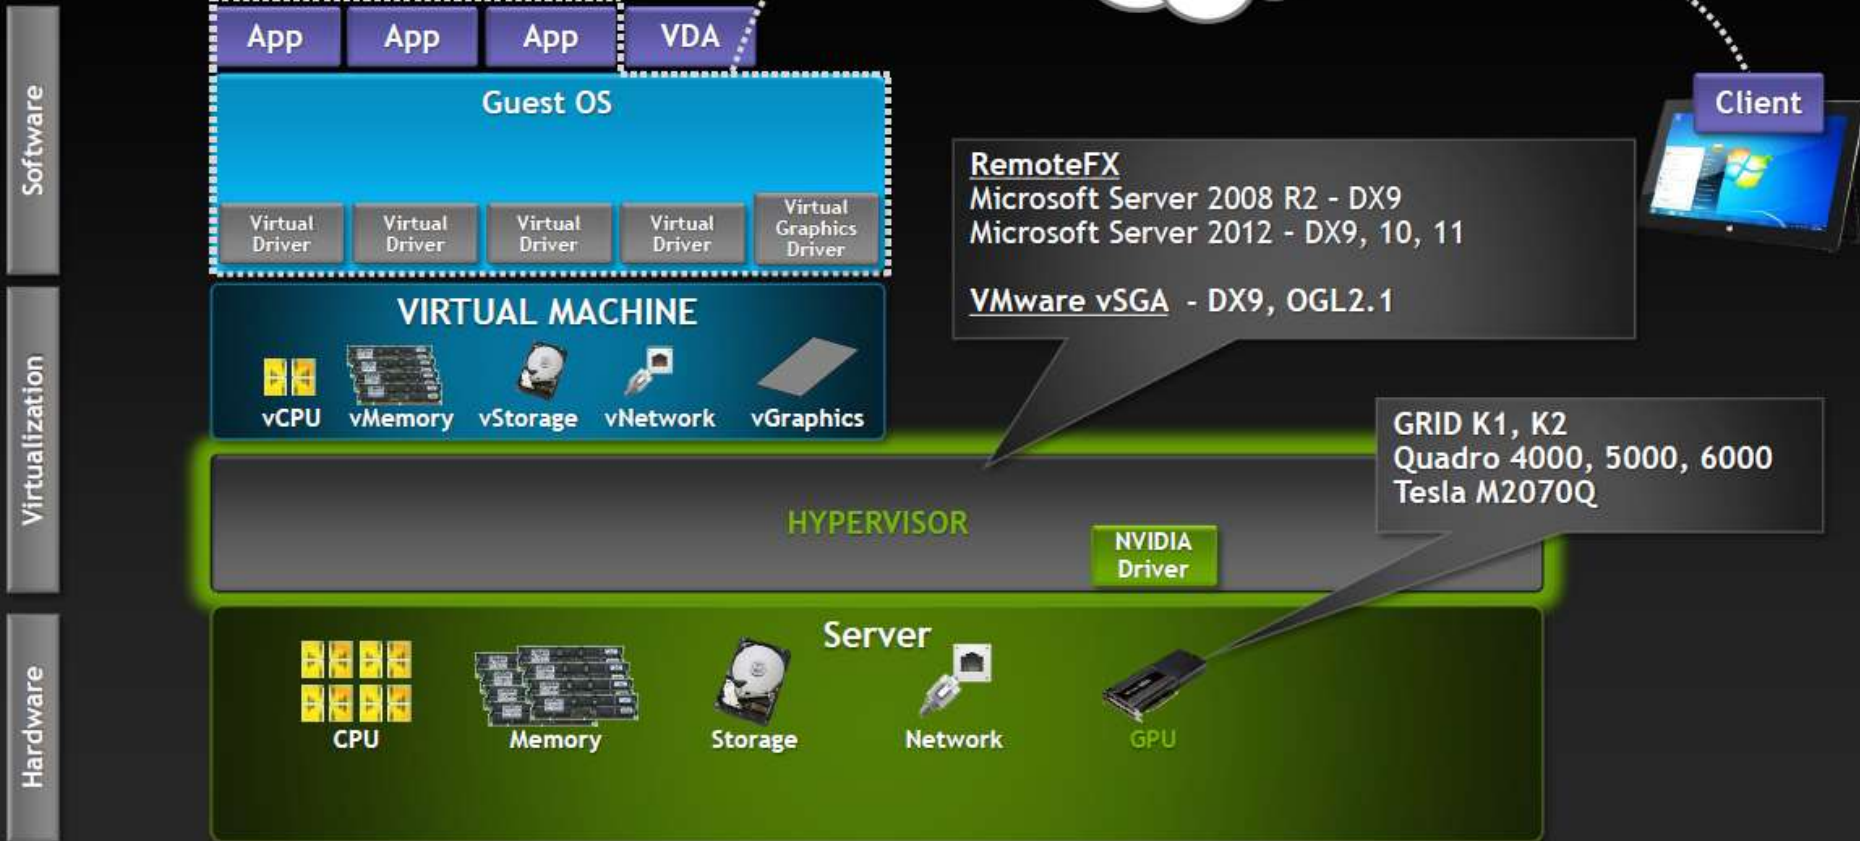 Software
Virtualization
Hardware
App
App
App
VDA
Guest OS
Virtual
Driver
Virtual
Driver
Virtual
Driver
Virtual
Driver
Virtual
Graphics
Driver
VIRTUAL MACHINE
vCPU
vMemory
vStorage
vNetwork
vGraphics
HYPERVISOR
NVIDIA
Driver
Server
CPU
Memory
Storage
Network
GPU
RemoteFX
Microsoft Server 2008 R2 - DX9
Microsoft Server 2012 - DX9, 10, 11
VMware vSGA - DX9, OGL2.1
GRID K1, K2
Quadro 4000, 5000, 6000
Tesla M2070Q
Client